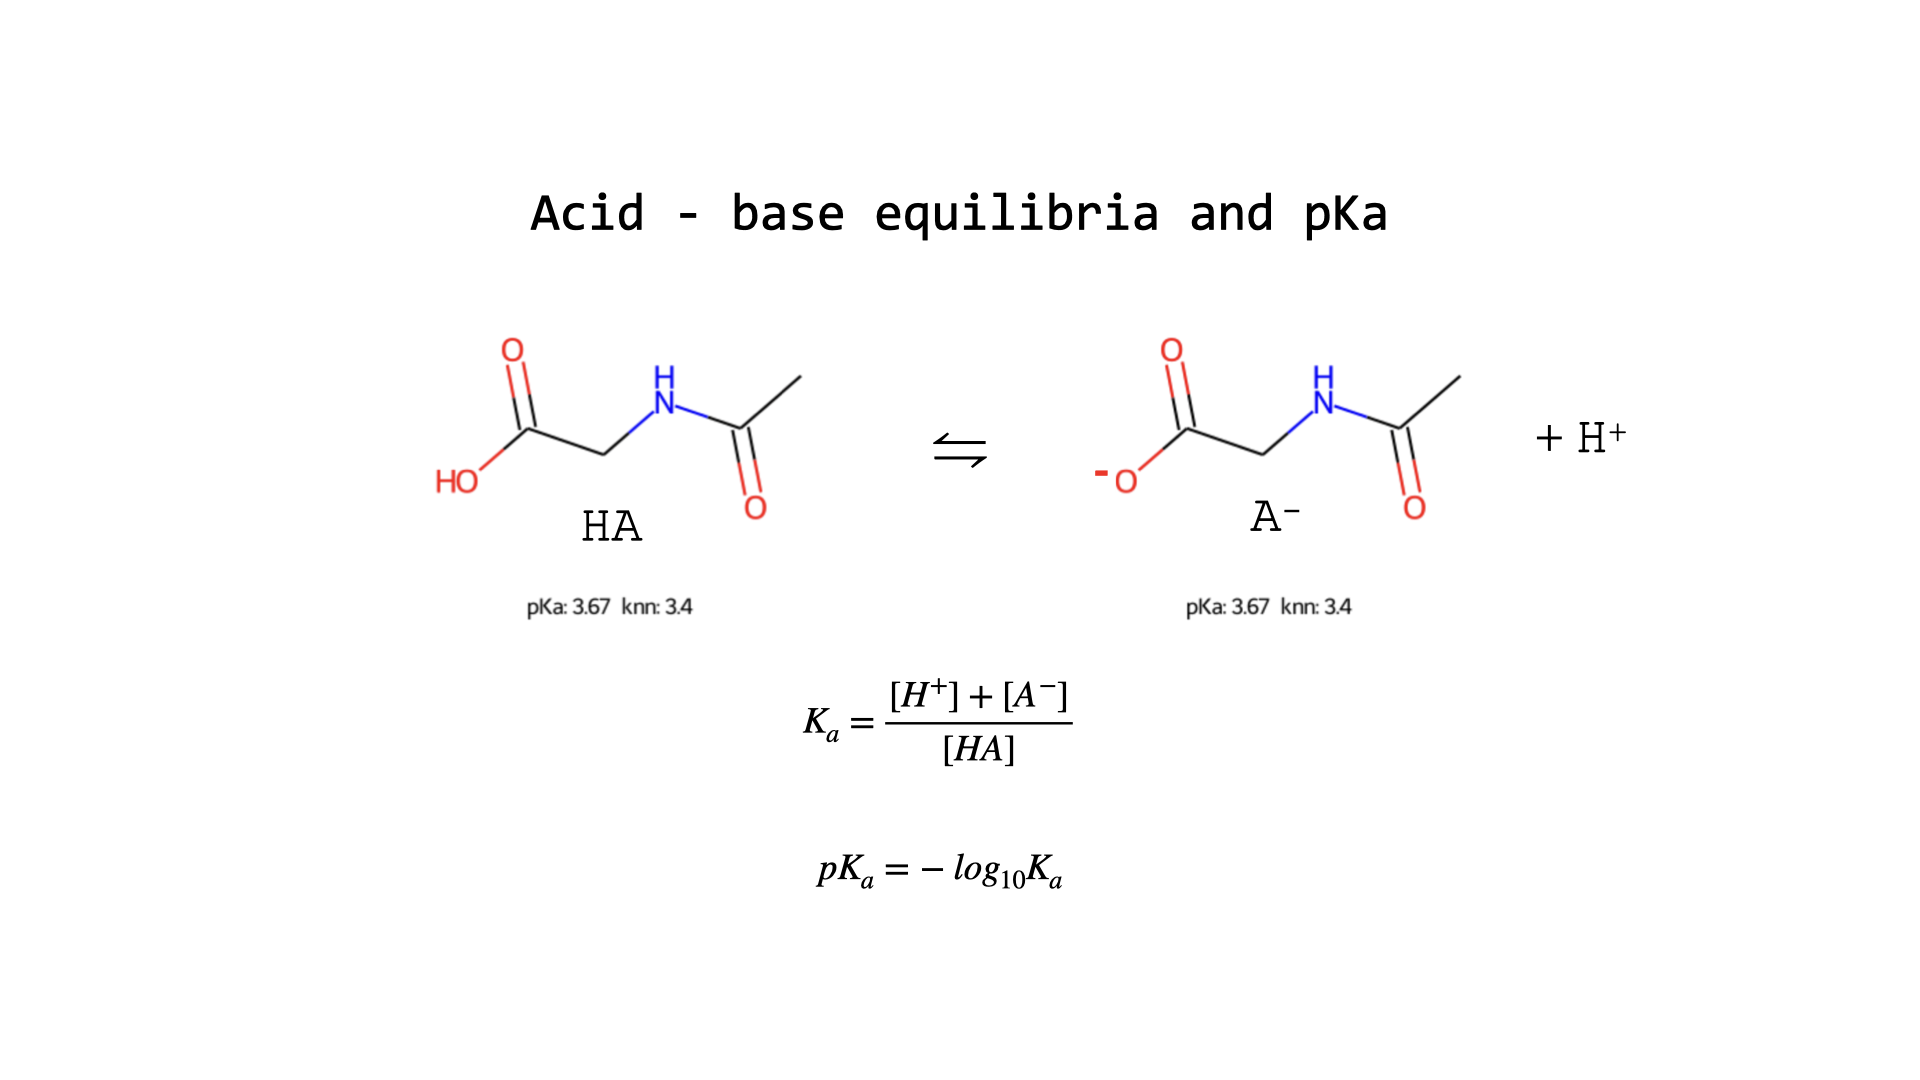 Acid - base equilibria and pKa
O H N HO O HA
⇌
O H N -O O A⁻
+ H⁺
pKa: 3.67 knn: 3.4
pKa: 3.67 knn: 3.4
Kₐ = [H⁺] + [A⁻] / [HA]
pKₐ = − log₁₀Kₐ